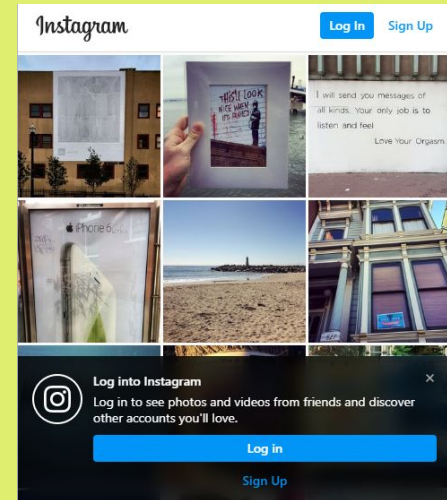 Instagram
Log In
Sign Up
THIS'LL LOOK
NICE WHEN
IT'S FRAMED
I will send you messages of
all kinds. Your only job is to
listen and feel
Love Your Orgasm
iPhone 6
Log into Instagram
Log in to see photos and videos from friends and discover
other accounts you'll love.
Log in
Sign Up